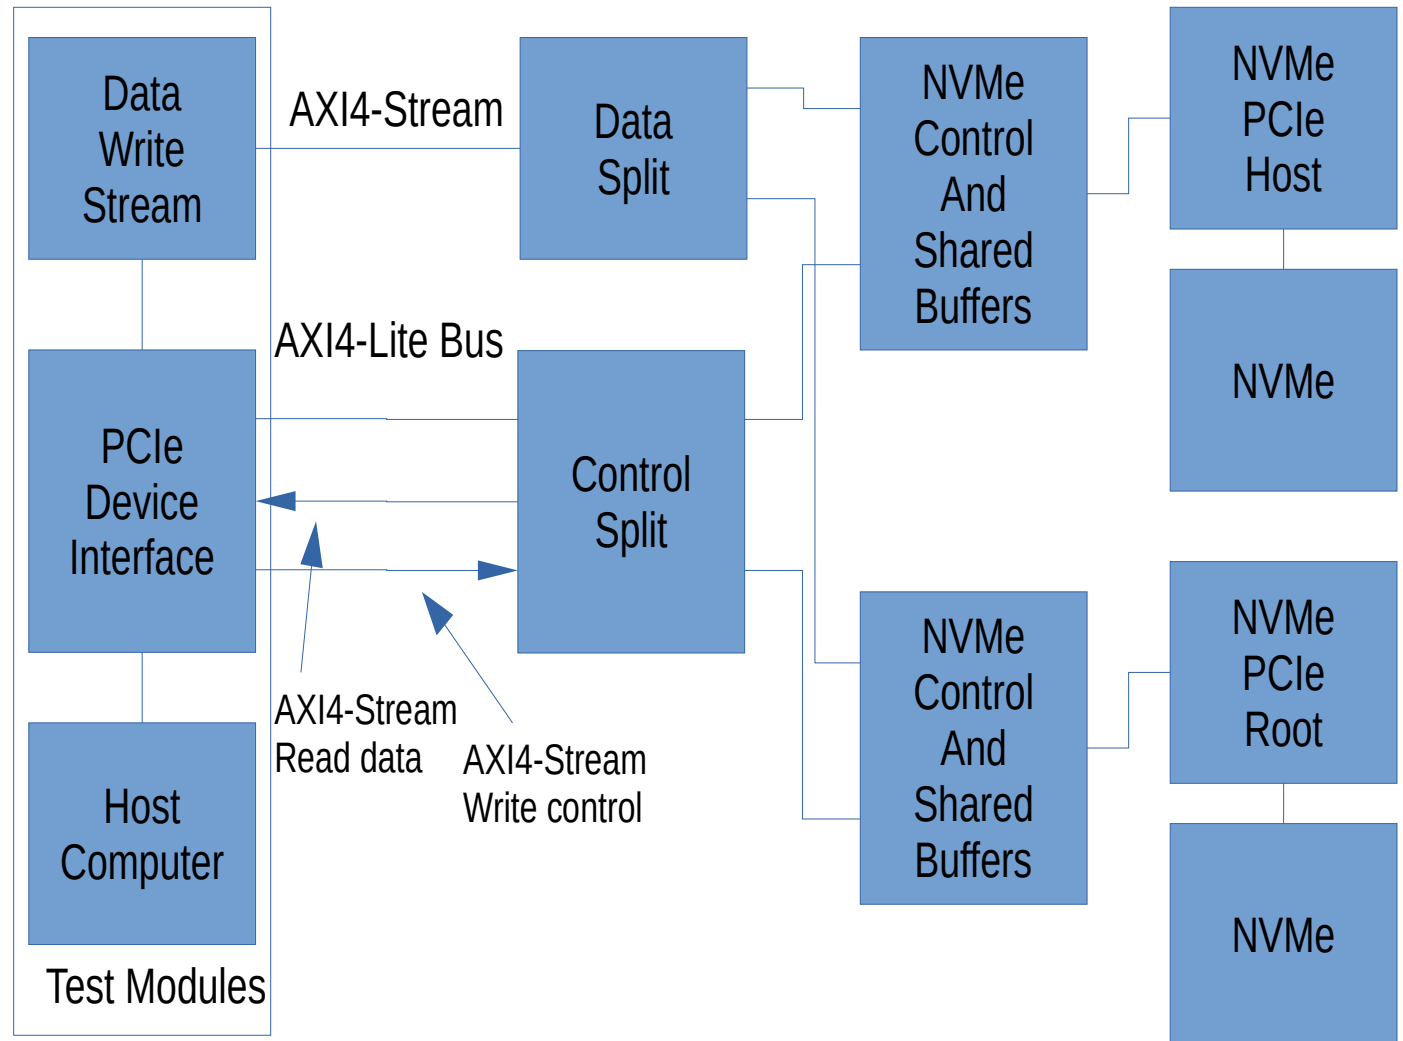 Data
Write
Stream
AXI4-Stream
Data
Split
NVMe
Control
And
Shared
Buffers
NVMe
PCIe
Host
NVMe
AXI4-Lite Bus
PCIe
Device
Interface
Control
Split
AXI4-Stream
Read data
AXI4-Stream
Write control
NVMe
Control
And
Shared
Buffers
NVMe
PCIe
Root
NVMe
Host
Computer
Test Modules